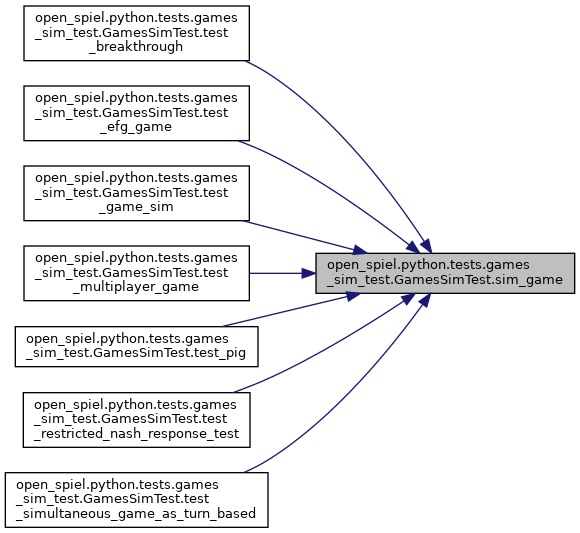 open_spiel.python.tests.games
_sim_test.GamesSimTest.test
_breakthrough
open_spiel.python.tests.games
_sim_test.GamesSimTest.test
_efg_game
open_spiel.python.tests.games
_sim_test.GamesSimTest.test
_game_sim
open_spiel.python.tests.games
_sim_test.GamesSimTest.test
_multiplayer_game
open_spiel.python.tests.games
_sim_test.GamesSimTest.sim_game
open_spiel.python.tests.games
_sim_test.GamesSimTest.test_pig
open_spiel.python.tests.games
_sim_test.GamesSimTest.test
_restricted_nash_response_test
open_spiel.python.tests.games
_sim_test.GamesSimTest.test
_simultaneous_game_as_turn_based